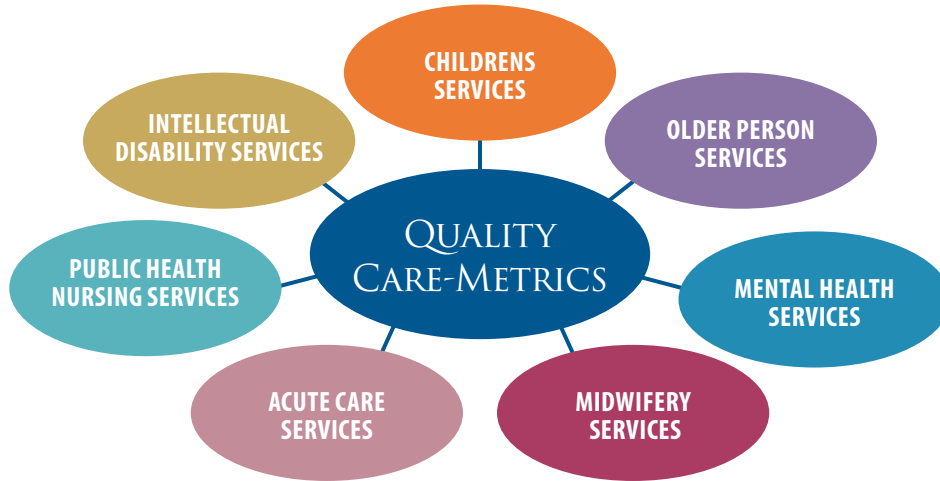 CHILDRENS
SERVICES
OLDER PERSON
SERVICES
MENTAL HEALTH
SERVICES
MIDWIFERY
SERVICES
ACUTE CARE
SERVICES
PUBLIC HEALTH
NURSING SERVICES
INTELLECTUAL
DISABILITY SERVICES
QUALITY
CARE-METRICS